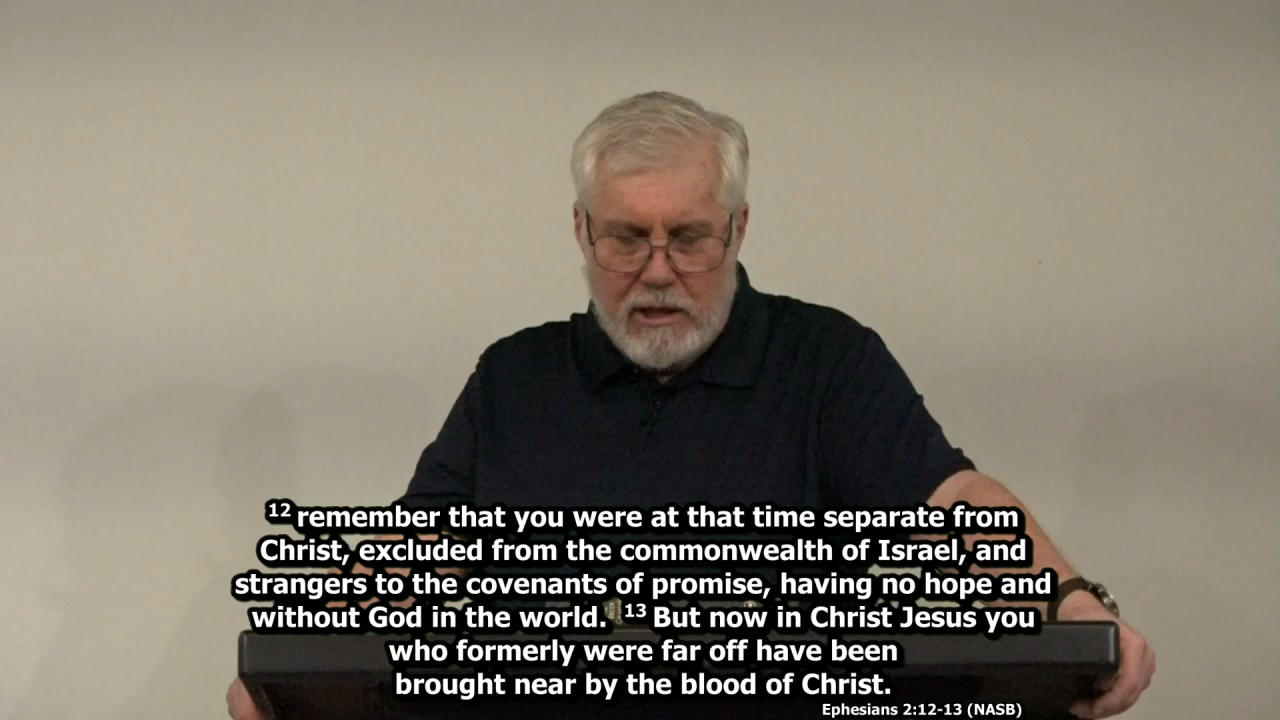 12 remember that you were at that time separate from
Christ, excluded from the commonwealth of Israel, and
strangers to the covenants of promise, having no hope and
without God in the world. 13 But now in Christ Jesus you
who formerly were far off have been
brought near by the blood of Christ.
Ephesians 2:12-13 (NASB)